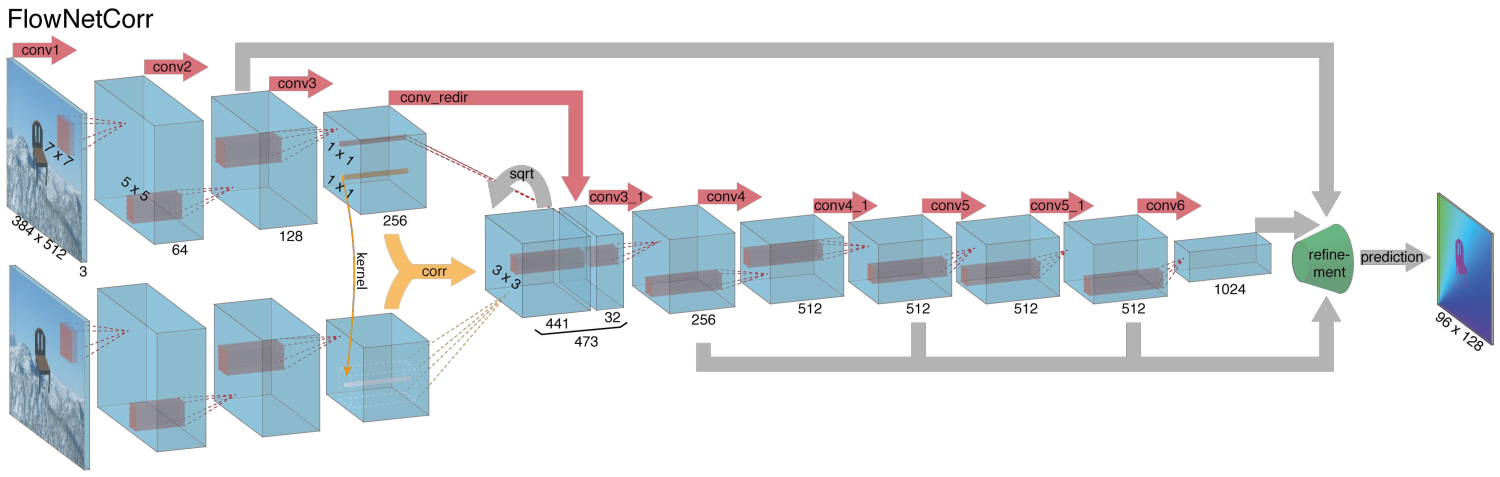 FlowNetCorr
conv1
conv2
conv3
conv_redir
7 x 7
5 x 5
1 x 1
1 x 1
384 x 512
3
64
128
256
kernel
corr
sqrt
conv3_1
conv4
conv4_1
conv5
conv5_1
conv6
3 x 3
441
32
473
256
512
512
512
512
1024
refine-
ment
prediction
96 x 128